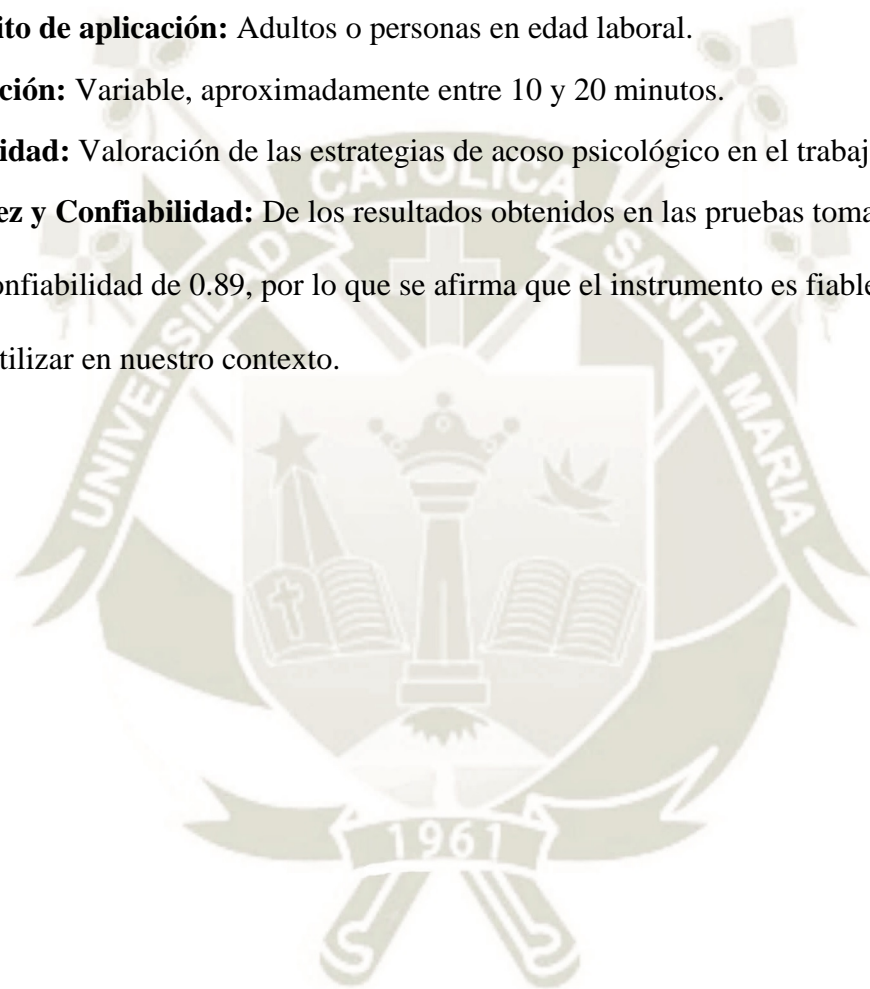 ito de aplicación: Adultos o personas en edad laboral.
ción: Variable, aproximadamente entre 10 y 20 minutos.
idad: Valoración de las estrategias de acoso psicológico en el trabaj
ez y Confiabilidad: De los resultados obtenidos en las pruebas toma
onfiabilidad de 0.89, por lo que se afirma que el instrumento es fiable
tilizar en nuestro contexto.
UNIVERSIDAD CATOLICA SANTA MARIA
1961